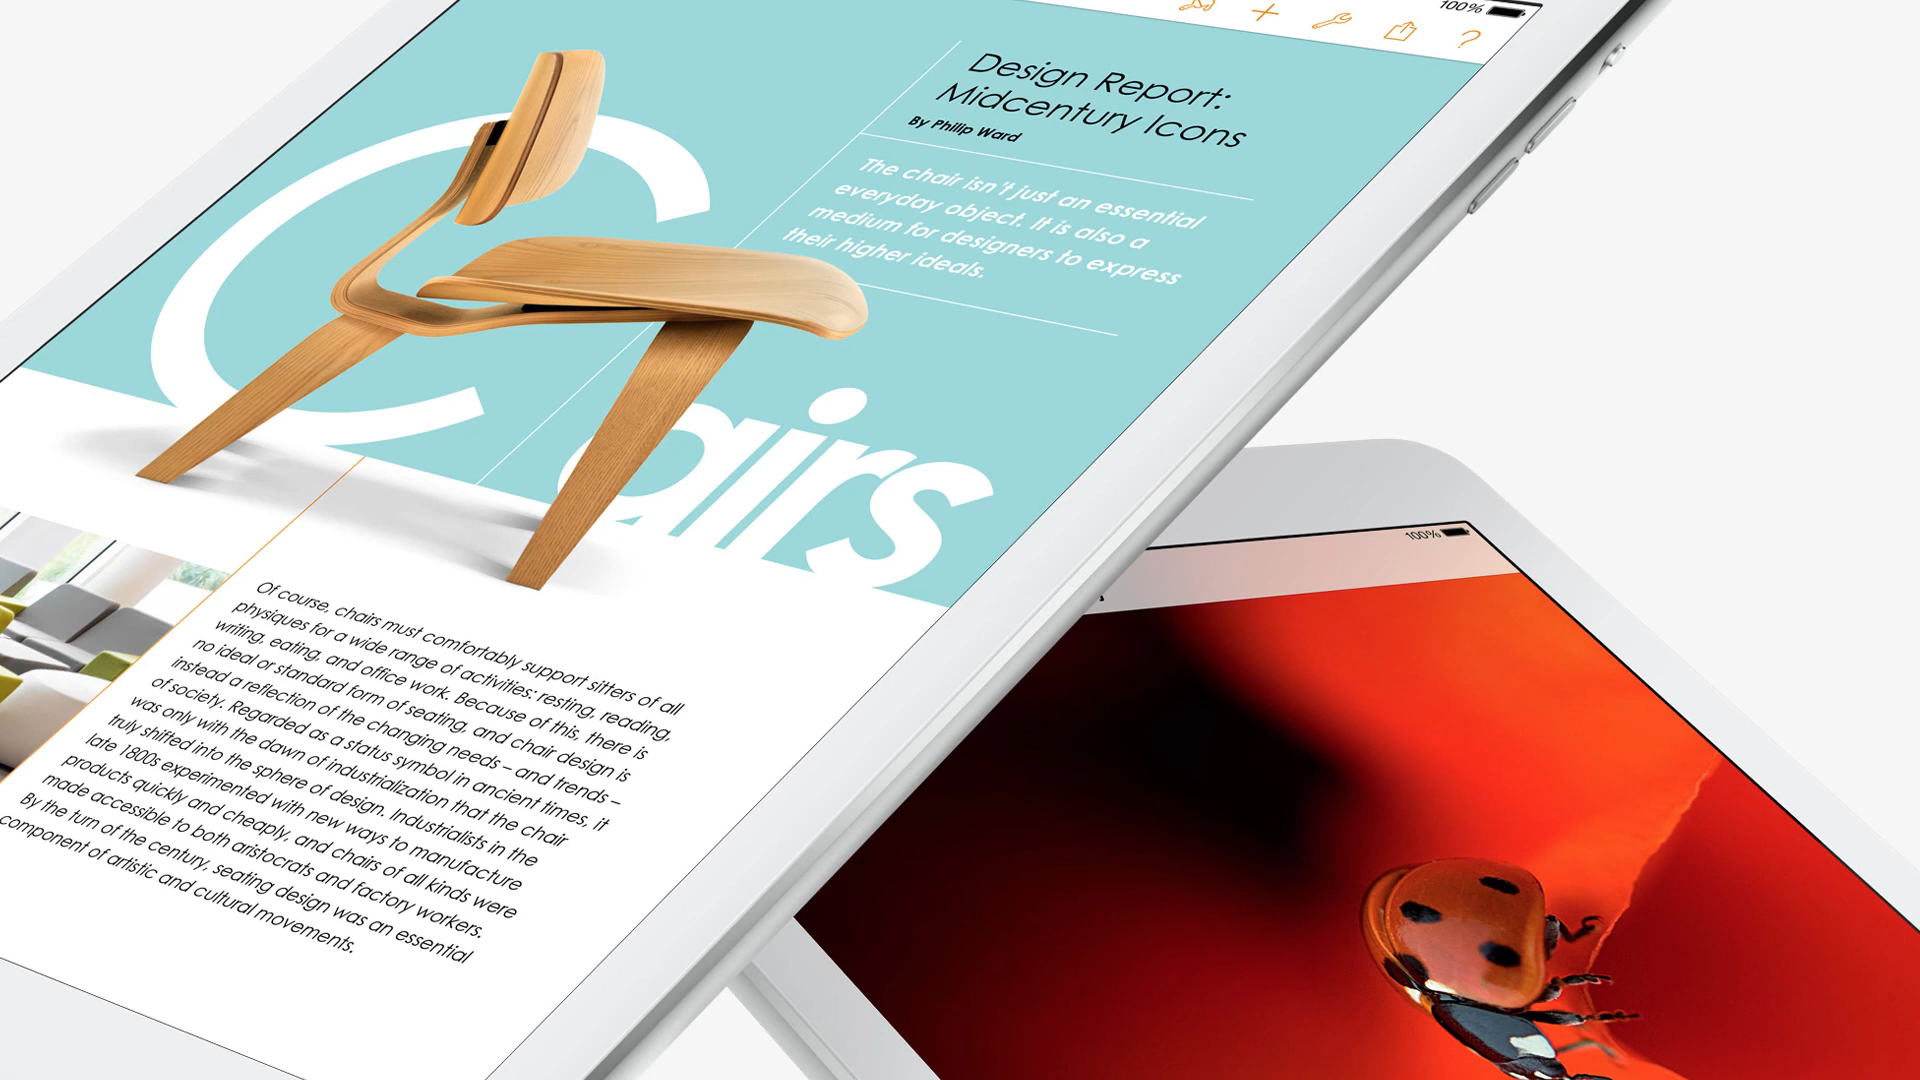 100%
Design Report:
Midcentury Icons
By Philip Ward
The chair isn't just an essential
everyday object. It is also a
medium for designers to express
their higher ideals.
Chairs
Of course, chairs must comfortably support sitters of all
physiques for a wide range of activities: resting, reading,
writing, eating, and office work. Because of this, there is
no ideal or standard form of seating, and chair design is
instead a reflection of the changing needs – and trends –
of society. Regarded as a status symbol in ancient times, it
was only with the dawn of industrialization that the chair
truly shifted into the sphere of design. Industrialists in the
late 1800s experimented with new ways to manufacture
products quickly and cheaply, and chairs of all kinds were
made accessible to both aristocrats and factory workers.
By the turn of the century, seating design was an essential
component of artistic and cultural movements.
100%